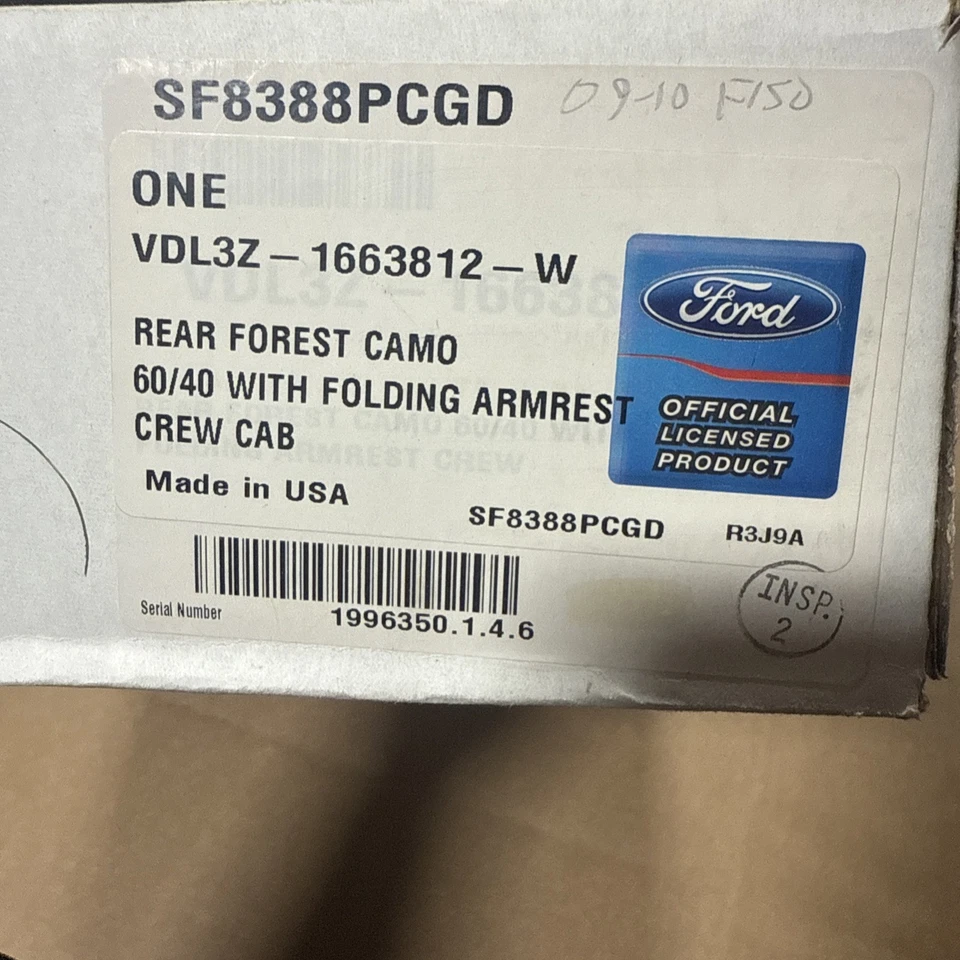 SF8388PCGD 09-10 F150
ONE
VDL3Z – 1663812 – W
REAR FOREST CAMO
60/40 WITH FOLDING ARMREST
CREW CAB
Made in USA
Ford
OFFICIAL
LICENSED
PRODUCT
SF8388PCGD R3J9A
Serial Number
1996350.1.4.6
INSP.
2